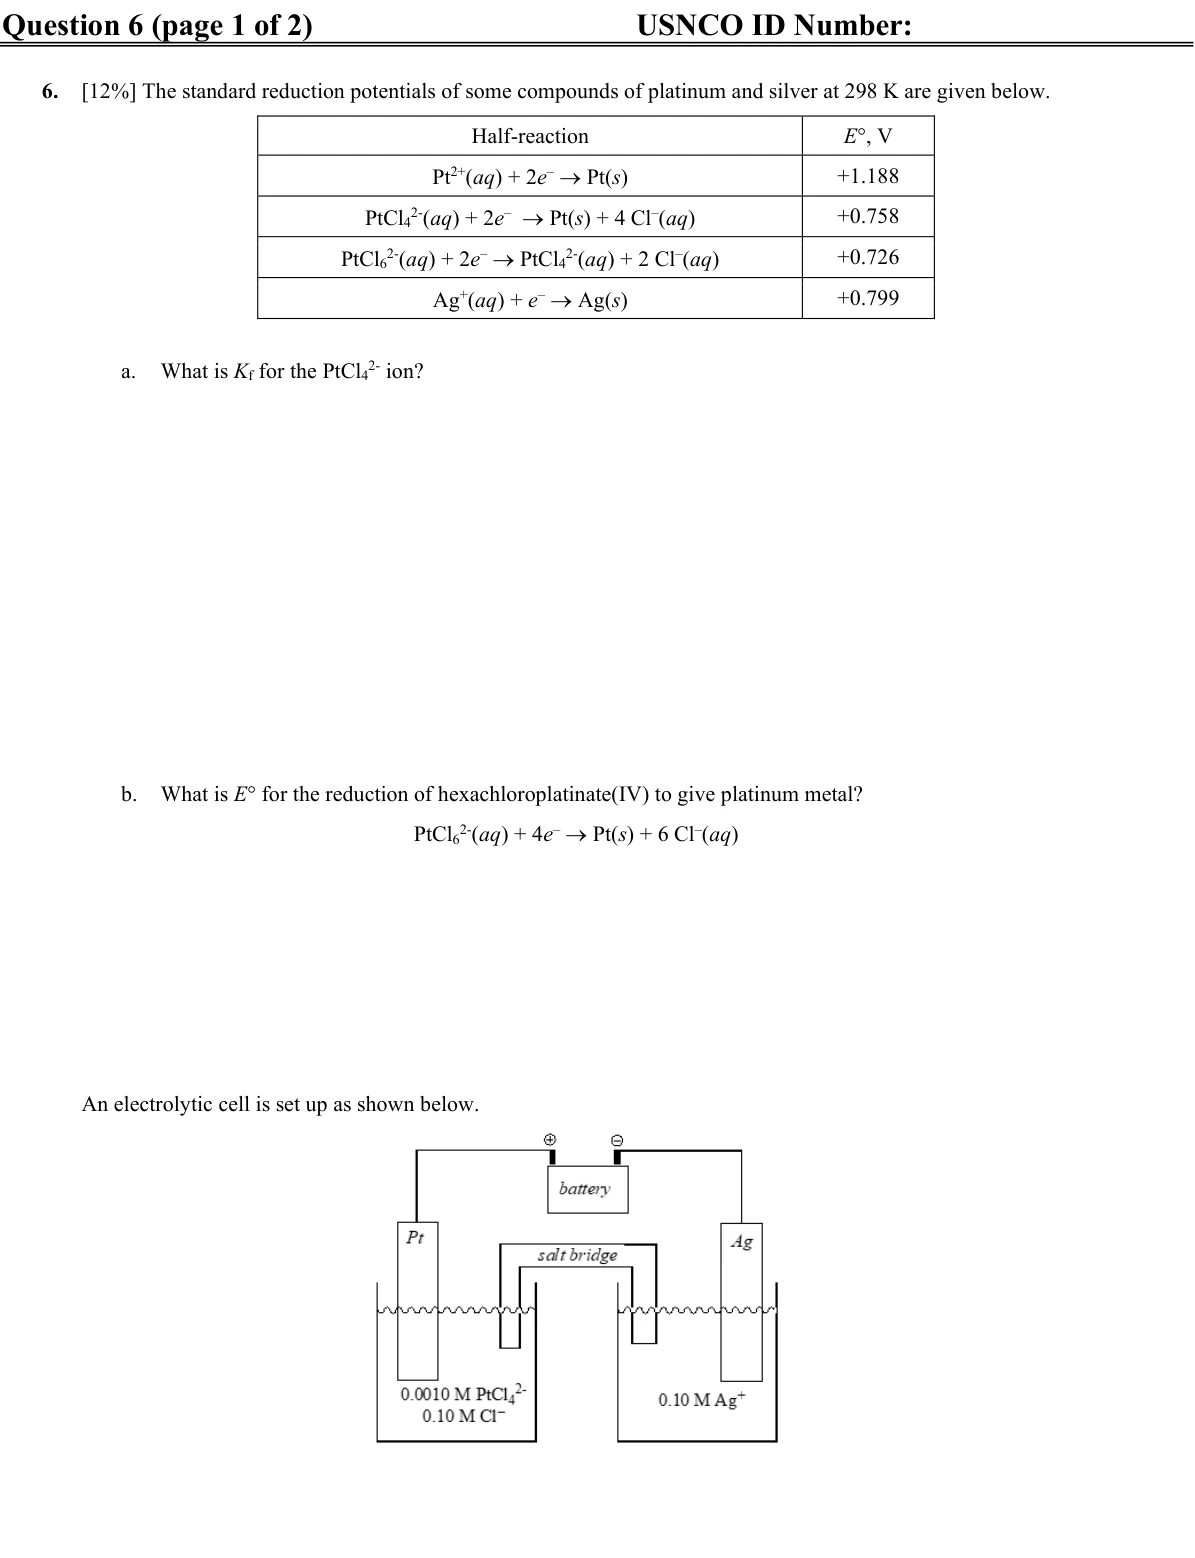 Question 6 (page 1 of 2) USNCO ID Number:
6. [12%] The standard reduction potentials of some compounds of platinum and silver at 298 K are given below.
Half-reaction E°, V
Pt²⁺(aq) + 2e⁻ → Pt(s) +1.188
PtCl₄²⁻(aq) + 2e⁻ → Pt(s) + 4 Cl⁻(aq) +0.758
PtCl₆²⁻(aq) + 2e⁻ → PtCl₄²⁻(aq) + 2 Cl⁻(aq) +0.726
Ag⁺(aq) + e⁻ → Ag(s) +0.799
a. What is Kf for the PtCl₄²⁻ ion?
b. What is E° for the reduction of hexachloroplatinate(IV) to give platinum metal?
PtCl₆²⁻(aq) + 4e⁻ → Pt(s) + 6 Cl⁻(aq)
An electrolytic cell is set up as shown below.
⊕ ⊖
battery
Pt Ag
salt bridge
0.0010 M PtCl₄²⁻
0.10 M Cl⁻
0.10 M Ag⁺